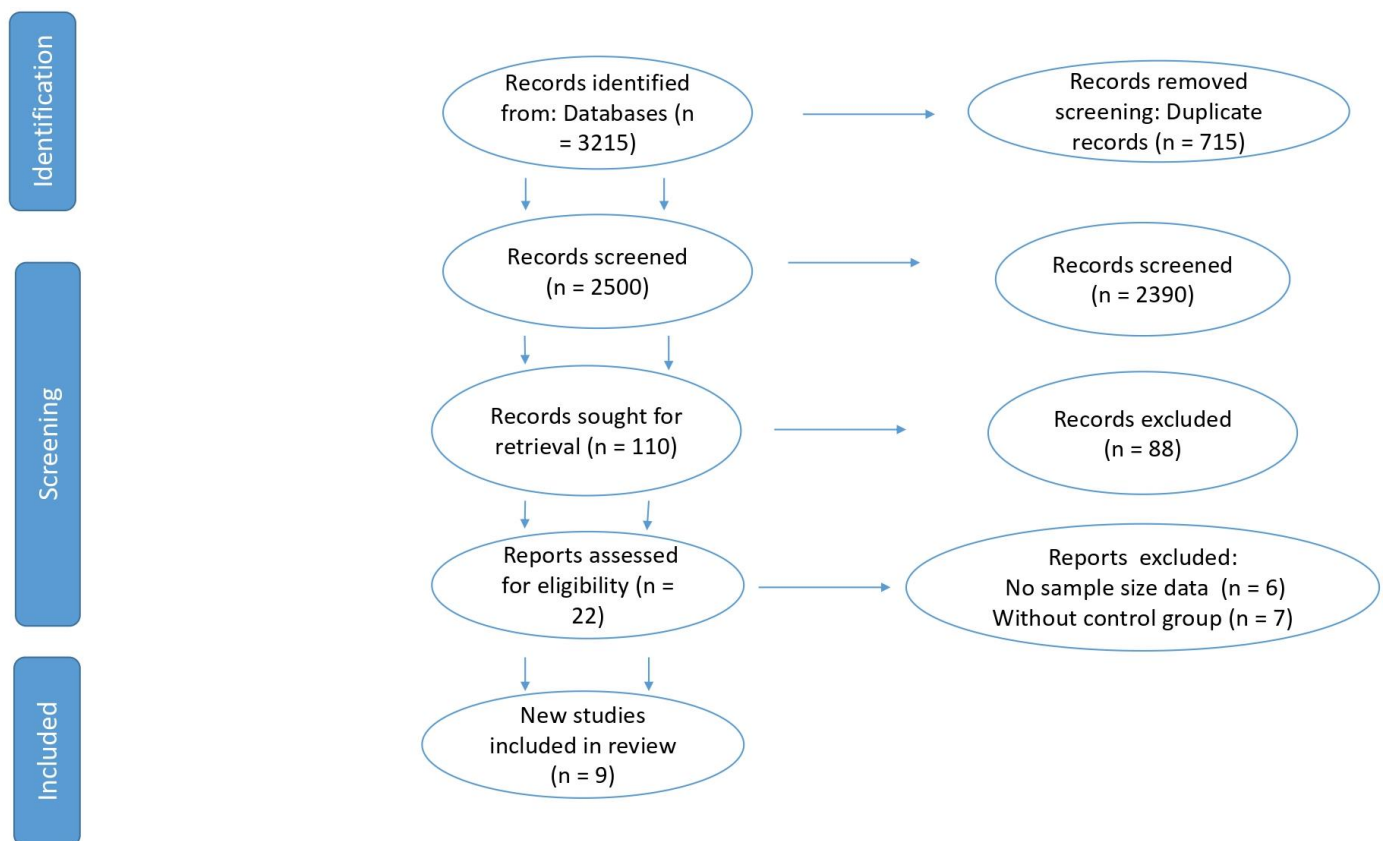 Identification
Records identified
from: Databases (n
= 3215)
Records removed
screening: Duplicate
records (n = 715)
Screening
Records screened
(n = 2500)
Records screened
(n = 2390)
Records sought for
retrieval (n = 110)
Records excluded
(n = 88)
Reports assessed
for eligibility (n =
22)
Reports excluded:
No sample size data (n = 6)
Without control group (n = 7)
Included
New studies
included in review
(n = 9)